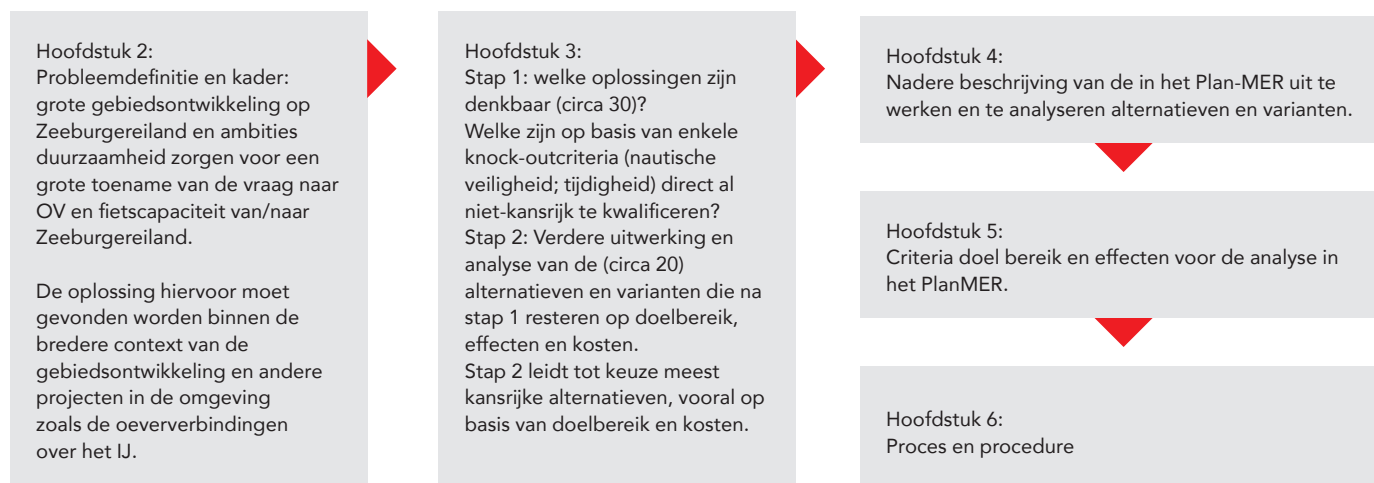 Hoofdstuk 2:
Probleemdefinitie en kader:
grote gebiedsontwikkeling op
Zeeburgereiland en ambities
duurzaamheid zorgen voor een
grote toename van de vraag naar
OV en fietscapaciteit van/naar
Zeeburgereiland.
De oplossing hiervoor moet
gevonden worden binnen de
bredere context van de
gebiedsontwikkeling en andere
projecten in de omgeving
zoals de oeververbindingen
over het IJ.
Hoofdstuk 3:
Stap 1: welke oplossingen zijn
denkbaar (circa 30)?
Welke zijn op basis van enkele
knock-outcriteria (nautische
veiligheid; tijdigheid) direct al
niet-kansrijk te kwalificeren?
Stap 2: Verdere uitwerking en
analyse van de (circa 20)
alternatieven en varianten die na
stap 1 resteren op doelbereik,
effecten en kosten.
Stap 2 leidt tot keuze meest
kansrijke alternatieven, vooral op
basis van doelbereik en kosten.
Hoofdstuk 4:
Nadere beschrijving van de in het Plan-MER uit te
werken en te analyseren alternatieven en varianten.
Hoofdstuk 5:
Criteria doel bereik en effecten voor de analyse in
het PlanMER.
Hoofdstuk 6:
Proces en procedure